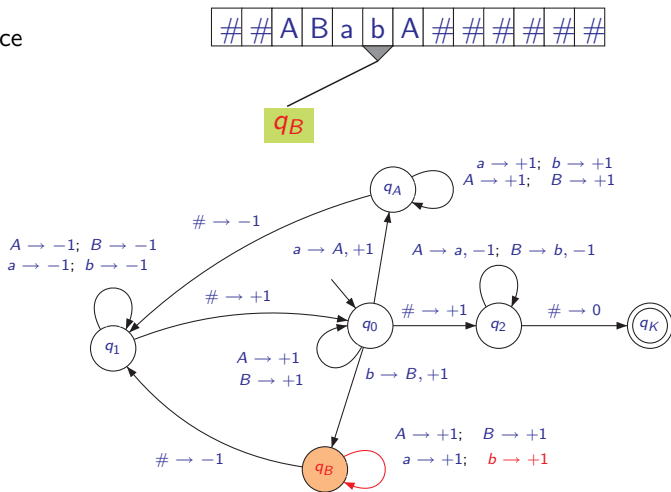 # # A B a b A # # # # # #
ce
q_B
a → +1; b → +1
A → +1; B → +1
q_A
# → −1
A → −1; B → −1
a → −1; b → −1
a → A, +1
A → a, −1; B → b, −1
# → +1
# → +1
# → 0
q_0
q_2
q_K
q_1
A → +1
B → +1
b → B, +1
A → +1; B → +1
a → +1; b → +1
# → −1
q_B